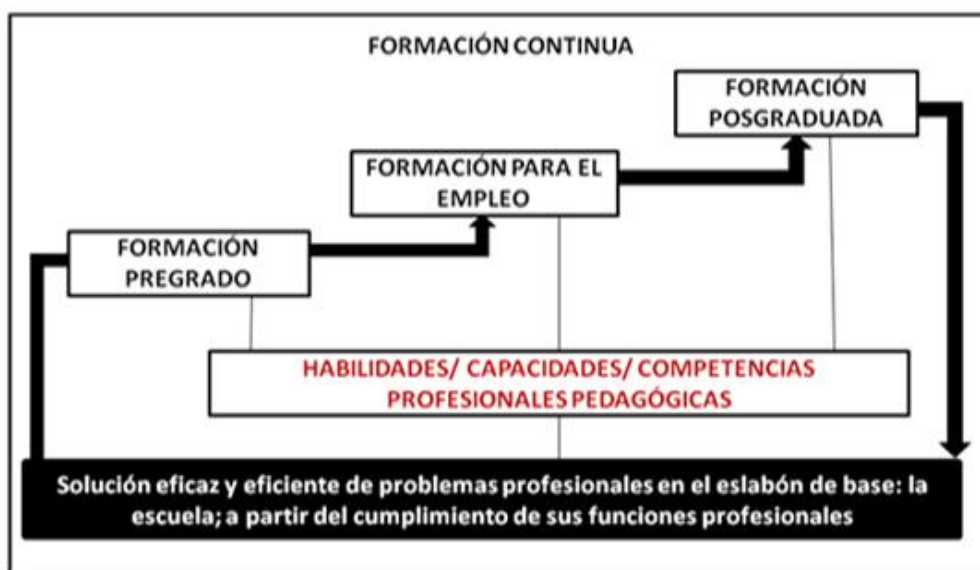 FORMACIÓN CONTINUA
FORMACIÓN
POSGRADUADA
FORMACIÓN PARA EL
EMPLEO
FORMACIÓN
PREGRADO
HABILIDADES/ CAPACIDADES/ COMPETENCIAS
PROFESIONALES PEDAGÓGICAS
Solución eficaz y eficiente de problemas profesionales en el eslabón de base: la
escuela; a partir del cumplimiento de sus funciones profesionales